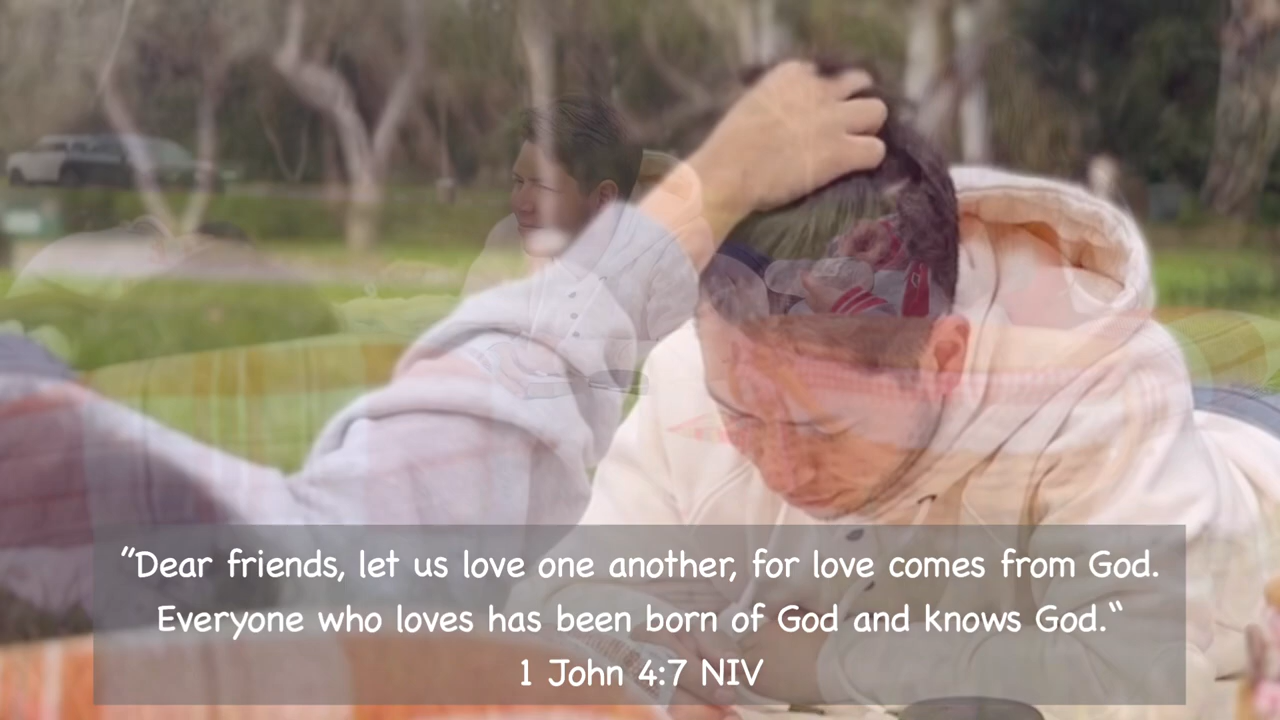 “Dear friends, let us love one another, for love comes from God.
Everyone who loves has been born of God and knows God.“
1 John 4:7 NIV